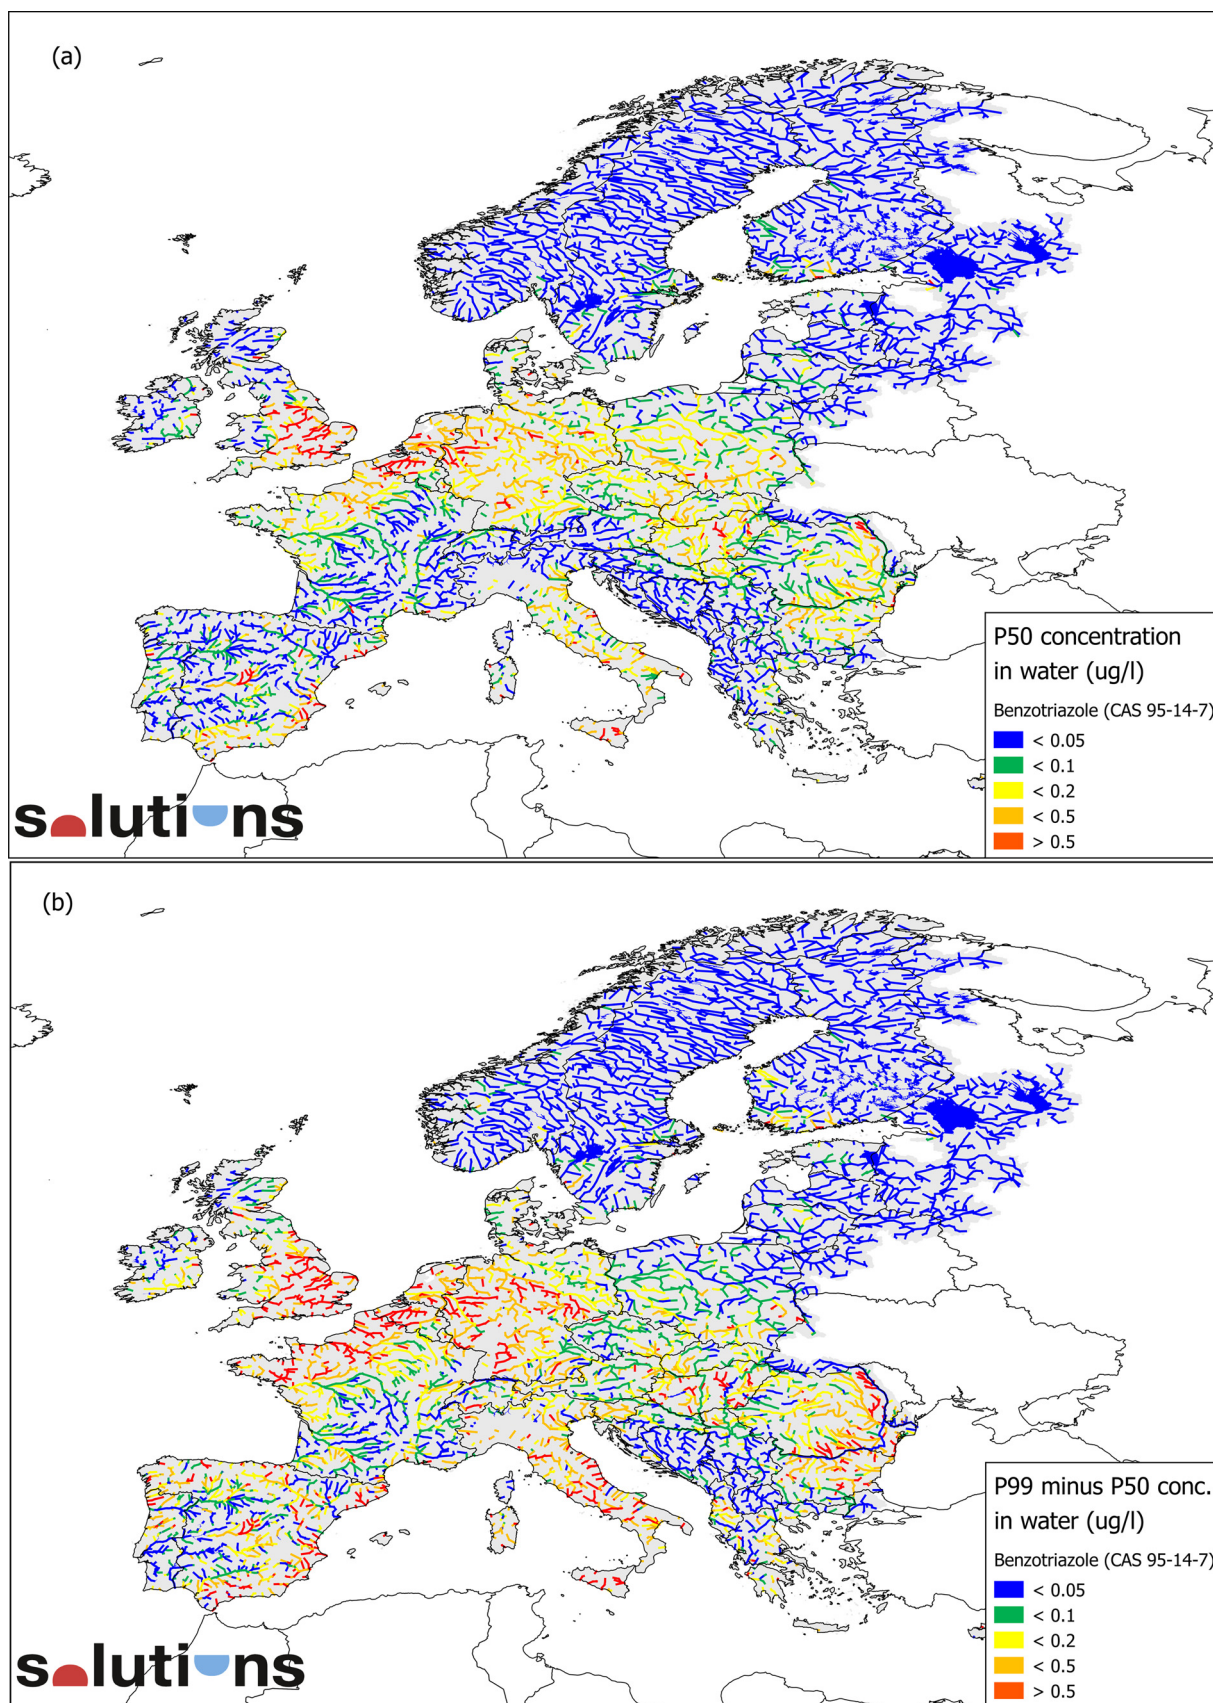 (a)
P50 concentration
in water (ug/l)
Benzotriazole (CAS 95-14-7)
< 0.05
< 0.1
< 0.2
< 0.5
> 0.5
solutions
(b)
P99 minus P50 conc.
in water (ug/l)
Benzotriazole (CAS 95-14-7)
< 0.05
< 0.1
< 0.2
< 0.5
> 0.5
solutions